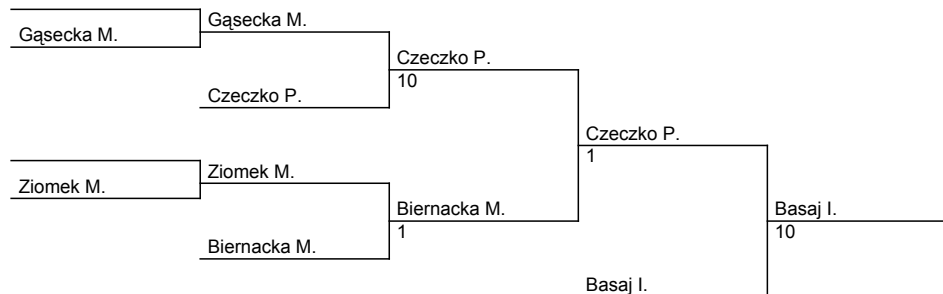 Gąsecka M.
Gąsecka M.
Czeczko P.
10
Czeczko P.
Czeczko P.
1
Ziomek M.
Ziomek M.
Biernacka M.
1
Basaj I.
10
Biernacka M.
Basaj I.